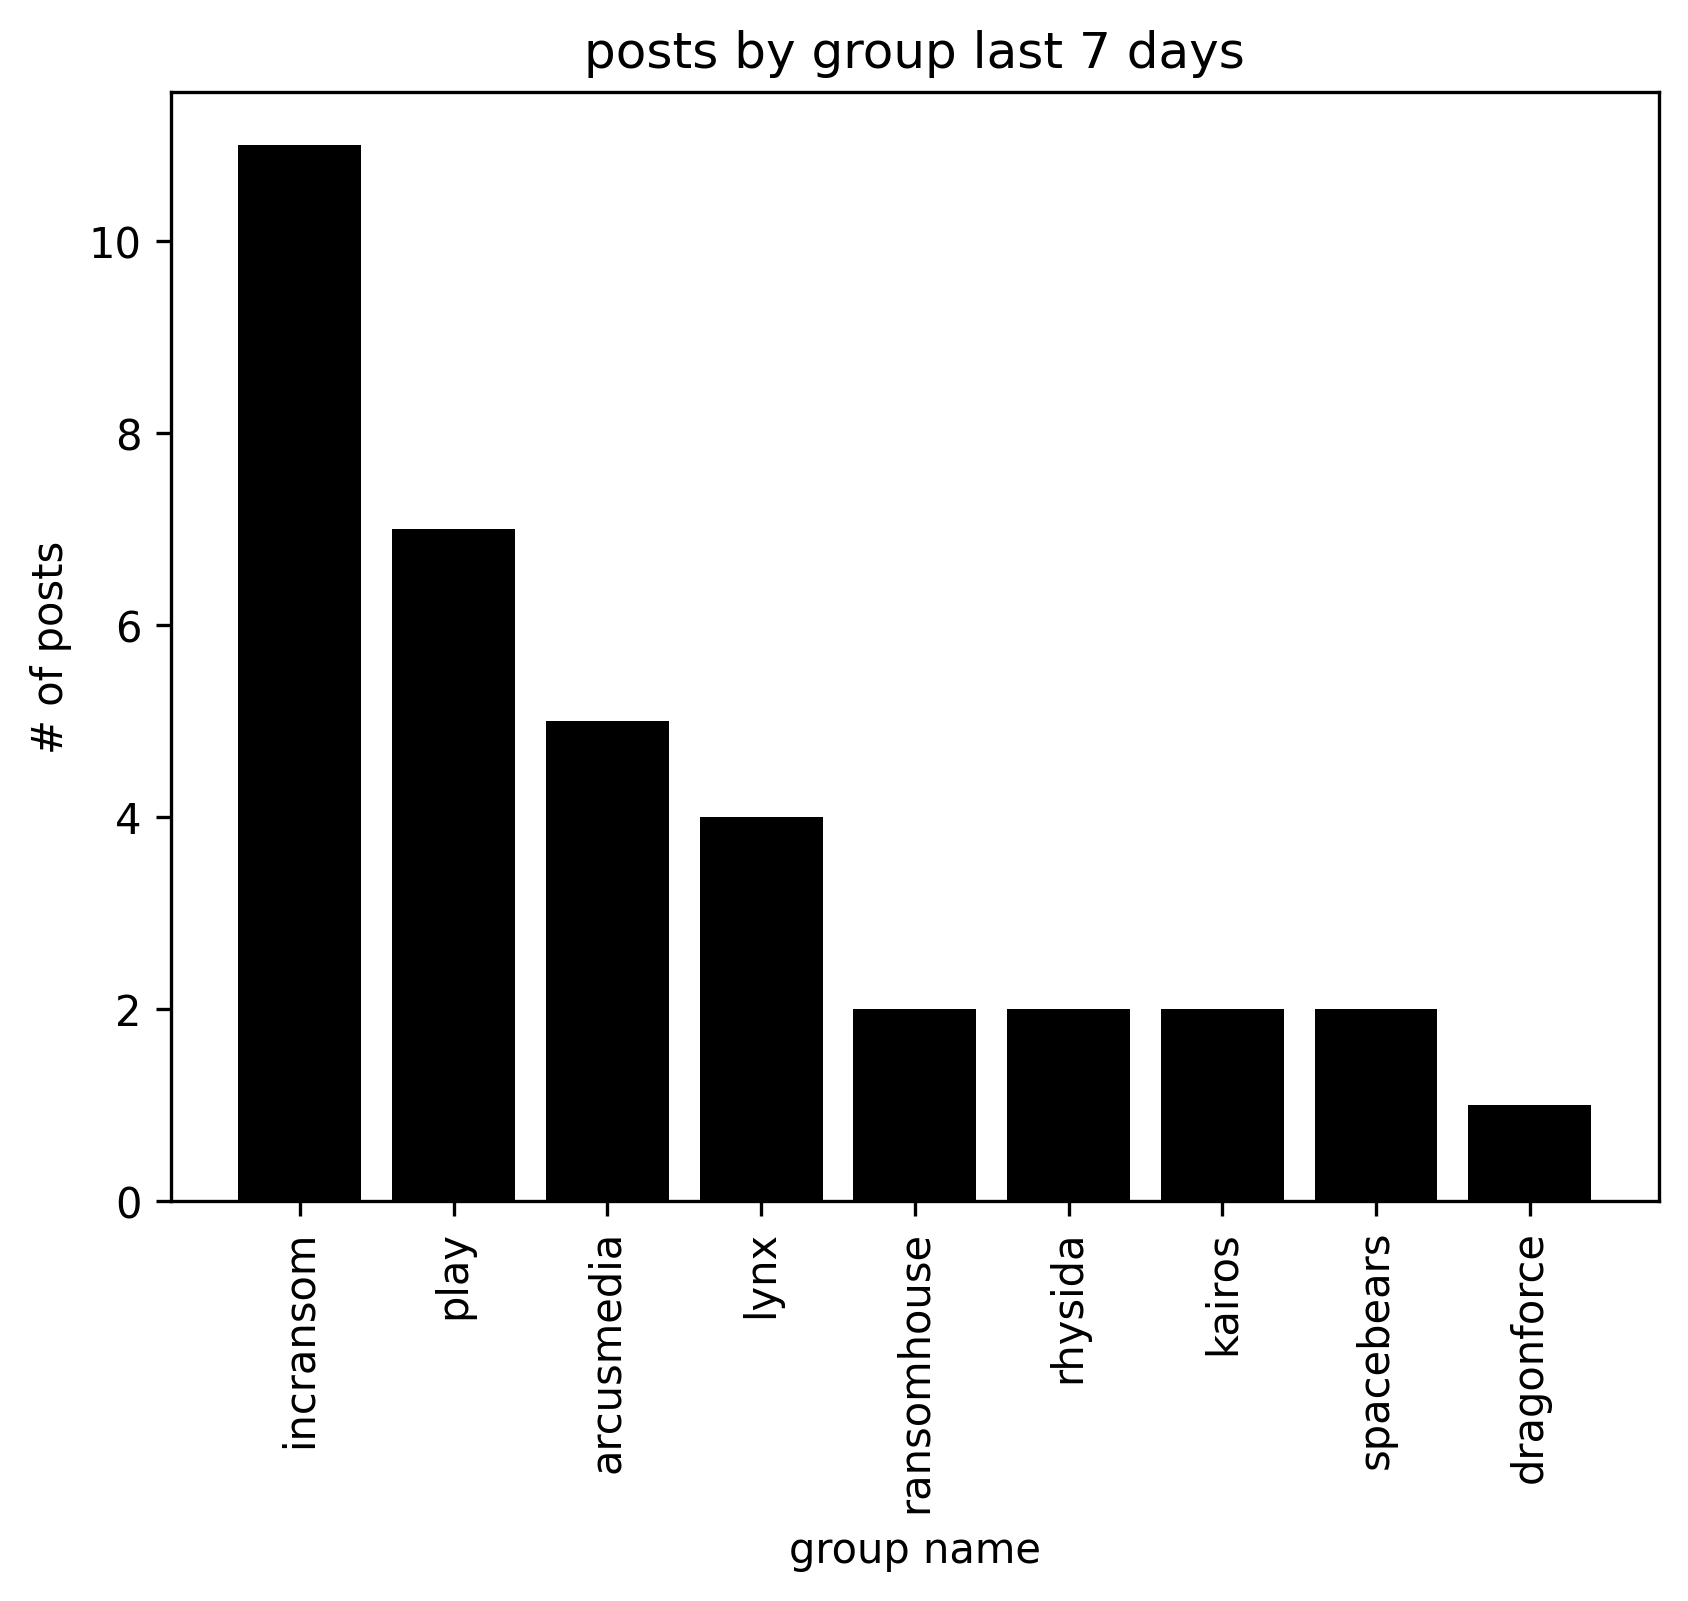 posts by group last 7 days
# of posts
10
8
6
4
2
0
incransom
play
arcusmedia
lynx
ransomhouse
rhysida
kairos
spacebears
dragonforce
group name